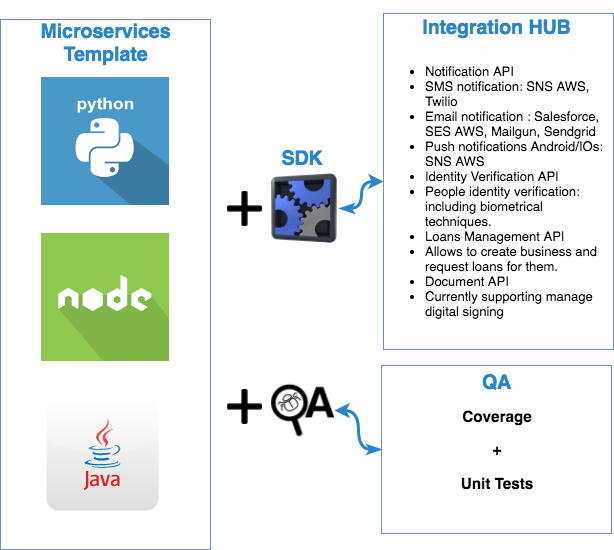 Microservices
Template
python
node
Java
+
SDK
+
QA
Integration HUB
• Notification API
• SMS notification: SNS AWS,
Twilio
• Email notification : Salesforce,
SES AWS, Mailgun, Sendgrid
• Push notifications Android/IOs:
SNS AWS
• Identity Verification API
• People identity verification:
including biometrical
techniques.
• Loans Management API
• Allows to create business and
request loans for them.
• Document API
• Currently supporting manage
digital signing
QA
Coverage
+
Unit Tests